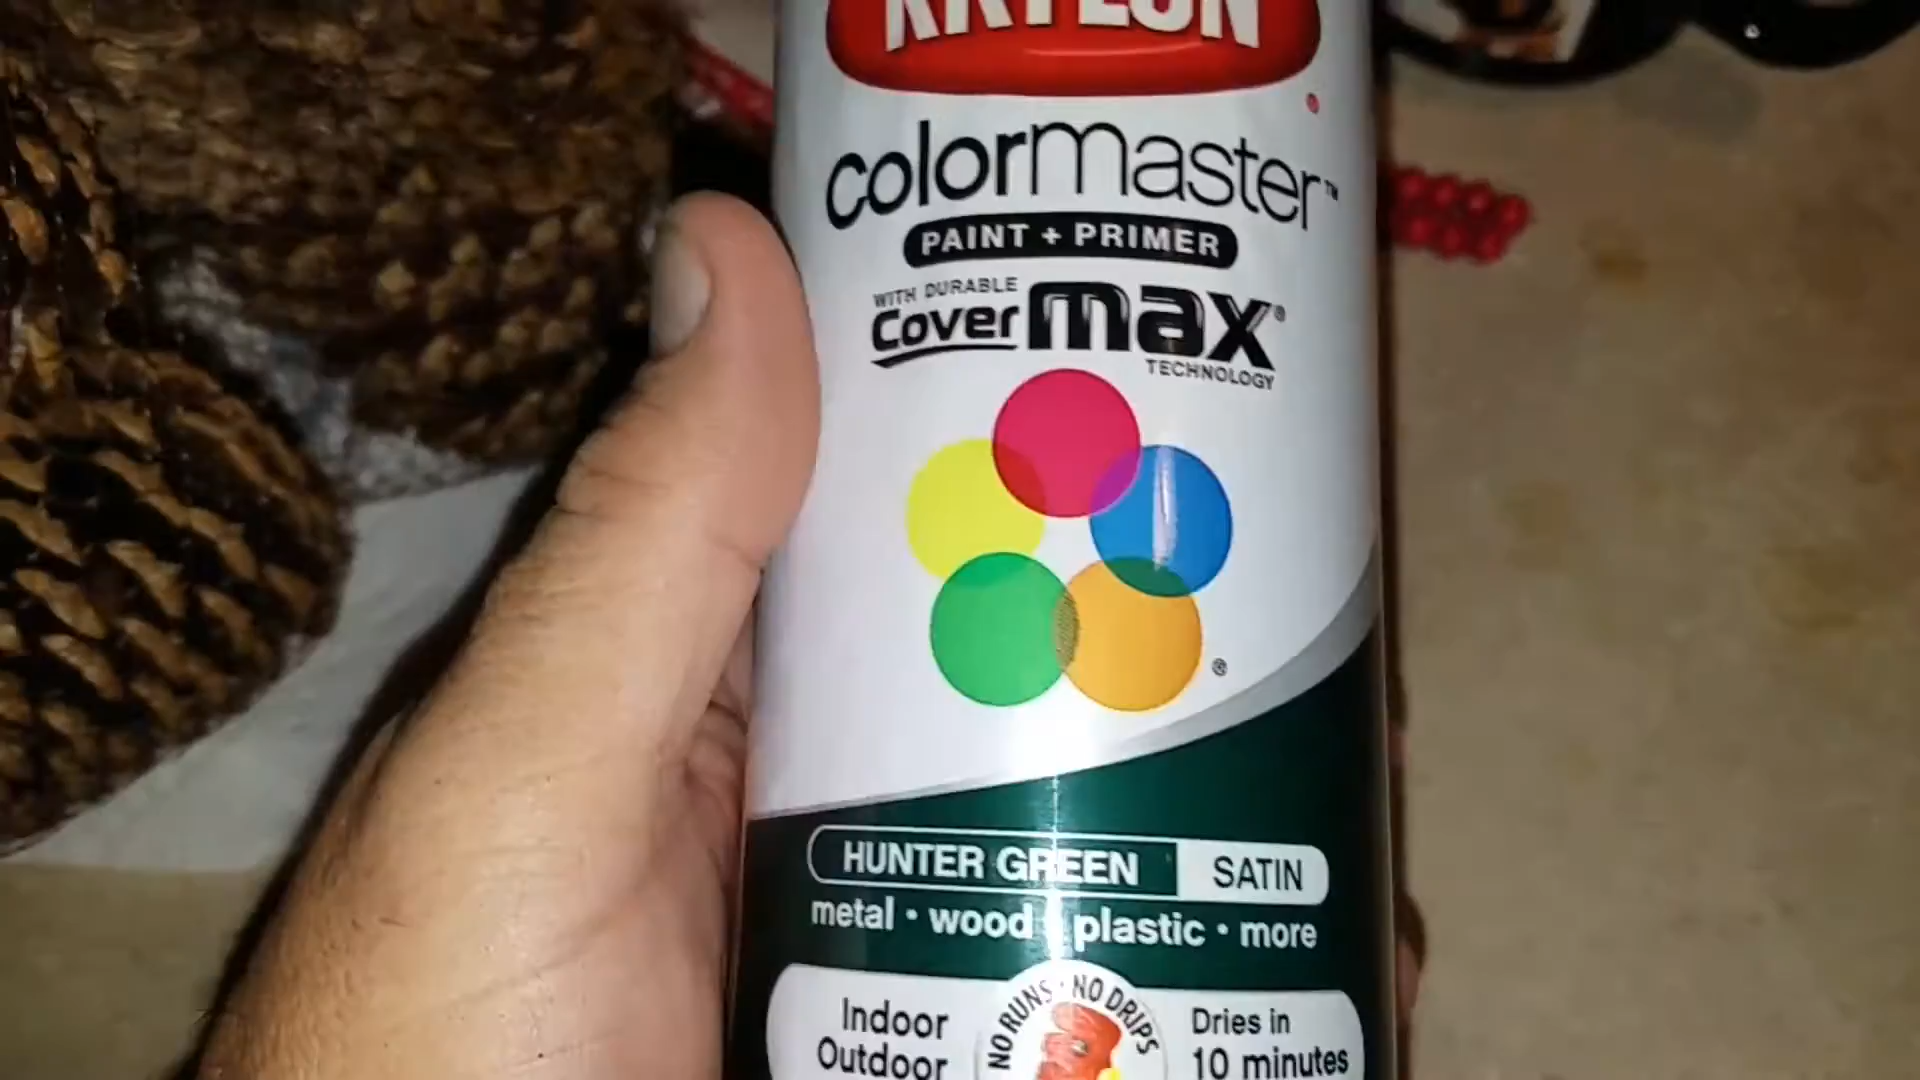 KRYLON
colormaster™
PAINT + PRIMER
WITH DURABLE
Cover max®
TECHNOLOGY
®
HUNTER GREEN SATIN
metal • wood • plastic • more
Indoor
Outdoor
NO RUNS • NO DRIPS
Dries in
10 minutes